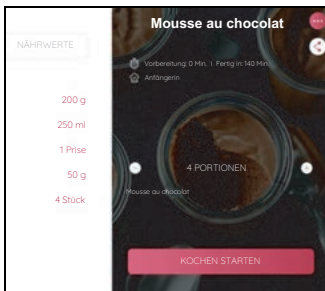 Mousse au chocolat
NÄHRWERTE
Vorbereitung: 0 Min. | Fertig in: 140 Min.
Anfängerin
200 g
250 ml
1 Prise
50 g
4 Stück
4 PORTIONEN
Mousse au chocolat
KOCHEN STARTEN